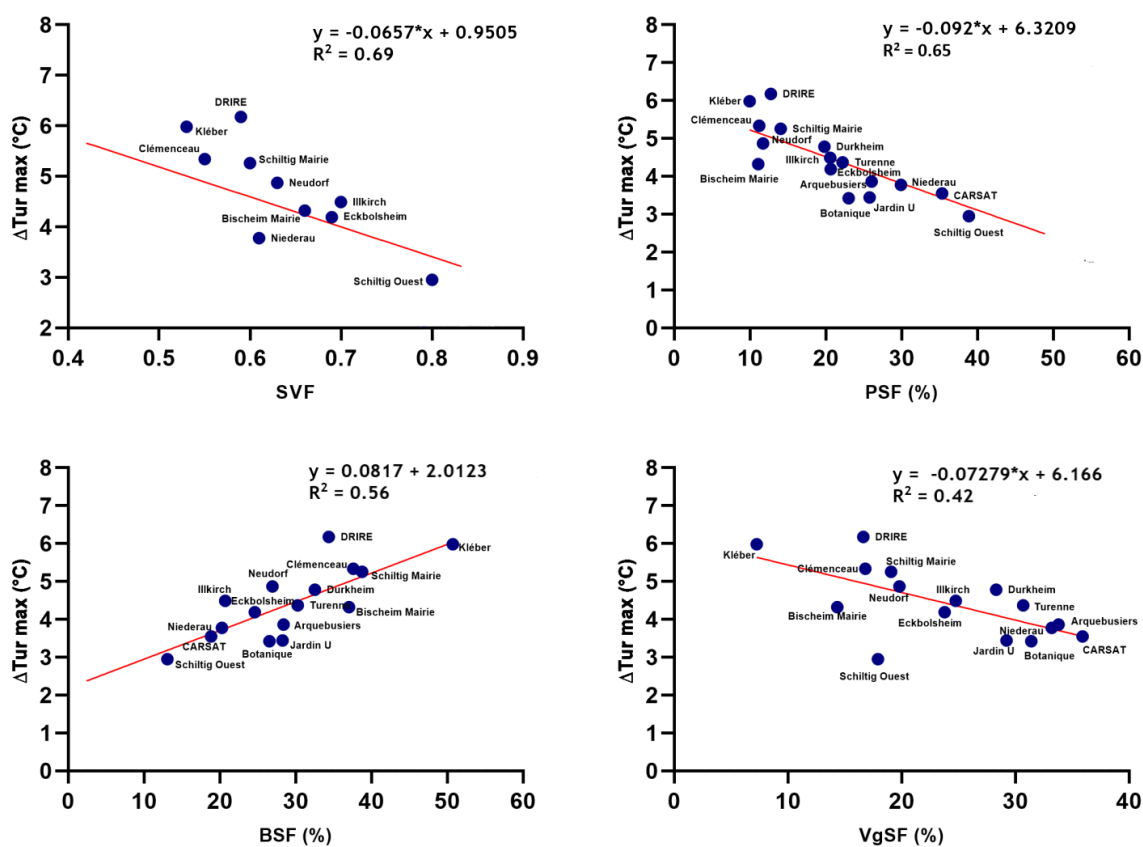 y = -0.0657*x + 0.9505
R² = 0.69
ΔTur max (°C)
8
7
6
5
4
3
2
DRIRE
Kléber
Clémenceau
Schiltig Mairie
Neudorf
Illkirch
Bischeim Mairie
Eckbolsheim
Niederau
Schiltig Ouest
0.4 0.5 0.6 0.7 0.8 0.9
SVF
y = -0.092*x + 6.3209
R² = 0.65
ΔTur max (°C)
8
7
6
5
4
3
2
1
0
DRIRE
Kléber
Clémenceau
Schiltig Mairie
Neudorf
Durkheim
Illkirch
Turenne
Bischeim Mairie
Eckbolsheim
Arquebusiers
Niederau
CARSAT
Botanique
Jardin U
Schiltig Ouest
0 10 20 30 40 50 60
PSF (%)
y = 0.0817 + 2.0123
R² = 0.56
ΔTur max (°C)
8
7
6
5
4
3
2
1
0
DRIRE
Kléber
Clémenceau
Schiltig Mairie
Neudorf
Illkirch
Durkheim
Eckbolsheim
Turenne
Bischeim Mairie
Niederau
Arquebusiers
CARSAT
Jardin U
Botanique
Schiltig Ouest
0 10 20 30 40 50 60
BSF (%)
y = -0.07279*x + 6.166
R² = 0.42
ΔTur max (°C)
8
7
6
5
4
3
2
1
0
DRIRE
Kléber
Clémenceau
Schiltig Mairie
Neudorf
Illkirch
Durkheim
Turenne
Bischeim Mairie
Eckbolsheim
Arquebusiers
Niederau
Jardin U
Botanique
CARSAT
Schiltig Ouest
0 10 20 30 40
VgSF (%)